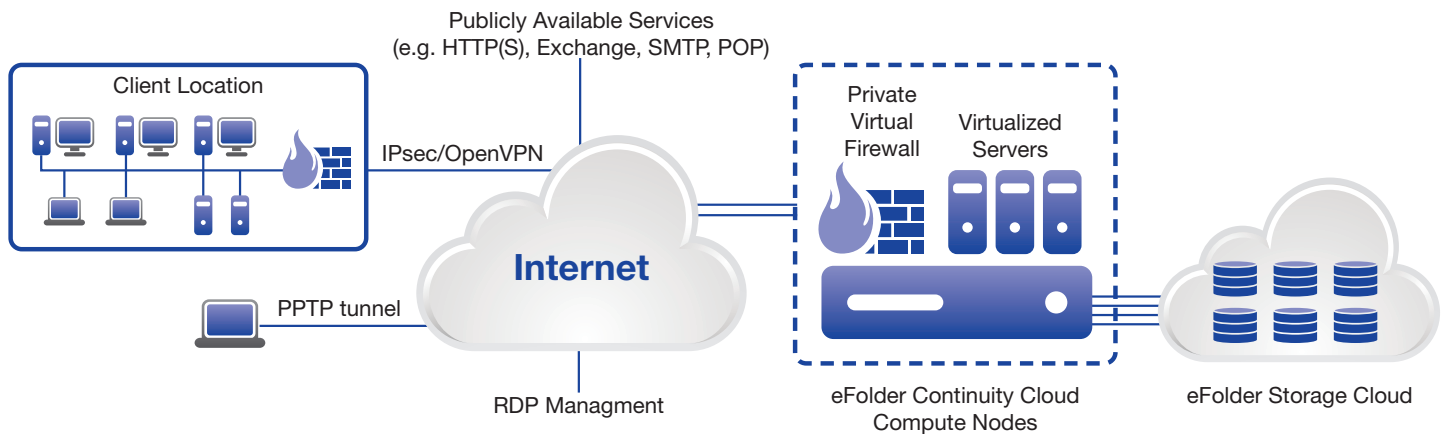 Publicly Available Services
(e.g. HTTP(S), Exchange, SMTP, POP)
Client Location
IPsec/OpenVPN
Private
Virtual
Firewall
Virtualized
Servers
Internet
PPTP tunnel
RDP Managment
eFolder Continuity Cloud
Compute Nodes
eFolder Storage Cloud